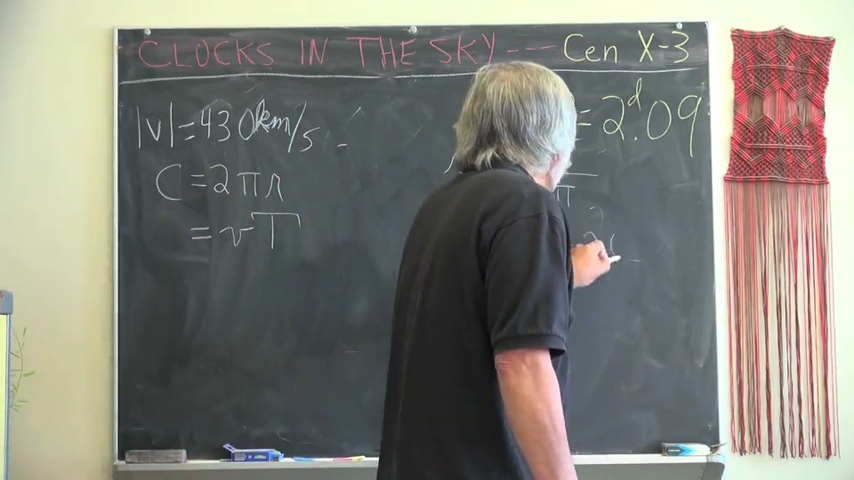 CLOCKS IN THE SKY --- Cen X-3
|v| = 430 km/s
= 2.ᵈ09
C = 2πr
π
= vT